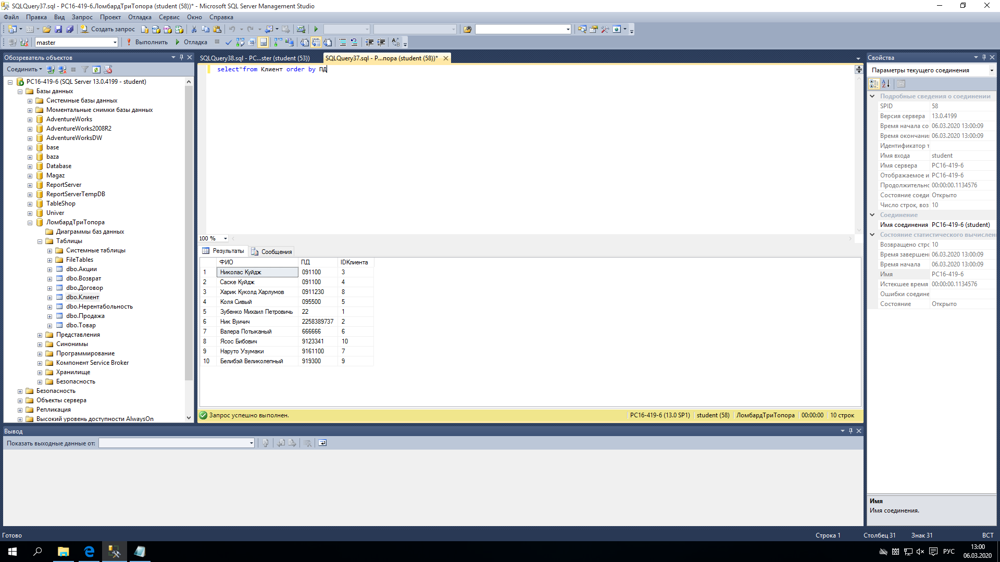 SQLQuery37.sql - PC16-419-6.ЛомбардТриТопора (student (58))* - Microsoft SQL Server Management Studio
Файл Правка Вид Запрос Проект Отладка Сервис Окно Справка
Создать запрос
master Выполнить Отладка
Обозреватель объектов
Соединить
PC16-419-6 (SQL Server 13.0.4199 - student)
Базы данных
Системные базы данных
Моментальные снимки базы данных
AdventureWorks
AdventureWorks2008R2
AdventureWorksDW
base
baza
Database
Magaz
ReportServer
ReportServerTempDB
TableShop
Univer
ЛомбардТриТопора
Диаграммы баз данных
Таблицы
Системные таблицы
FileTables
dbo.Акции
dbo.Возврат
dbo.Договор
dbo.Клиент
dbo.Нерентабольность
dbo.Продажа
dbo.Товар
Представления
Синонимы
Программирование
Компонент Service Broker
Хранилище
Безопасность
Безопасность
Объекты сервера
Репликация
Высокий уровень доступности AlwaysOn
SQLQuery38.sql - PC...ster (student (53)) SQLQuery37.sql - P...пора (student (58))*
select*from Клиент order by ПД
100 %
Результаты Сообщения
ФИО ПД IDКлиента
1 Николас Куйдж 091100 3
2 Саске Куйдж 091100 4
3 Харик Куколд Харлумов 0911230 8
4 Коля Сивый 095500 5
5 Зубенко Михаил Петровичь 22 1
6 Ник Вуичич 2258389737 2
7 Валера Потыканый 666666 6
8 Ясос Бибович 9123341 10
9 Наруто Узумаки 9161100 7
10 Белибэй Великолепный 919300 9
Запрос успешно выполнен. PC16-419-6 (13.0 SP1) student (58) ЛомбардТриТопора 00:00:00 10 строк
Свойства
Параметры текущего соединения
Подробные сведения о соединении
SPID 58
Версия сервера 13.0.4199
Время начала со 06.03.2020 13:00:09
Время окончани 06.03.2020 13:00:09
Идентификатор т
Имя входа student
Имя сервера PC16-419-6
Отображаемое и PC16-419-6
Продолжительно 00:00:00.1134576
Состояние соеди Открыто
Число строк, воз 10
Соединение
Имя соединения PC16-419-6 (student)
Состояние статистического вычислен
Возвращено стро 10
Время завершен 06.03.2020 13:00:09
Время начала 06.03.2020 13:00:09
Имя PC16-419-6
Истекшее время 00:00:00.1134576
Ошибки соедине
Состояние Открыто
Имя
Имя соединения.
Вывод
Показать выходные данные от:
Готово Строка 1 Столбец 31 Знак 31 ВСТ
РУС 13:00
06.03.2020